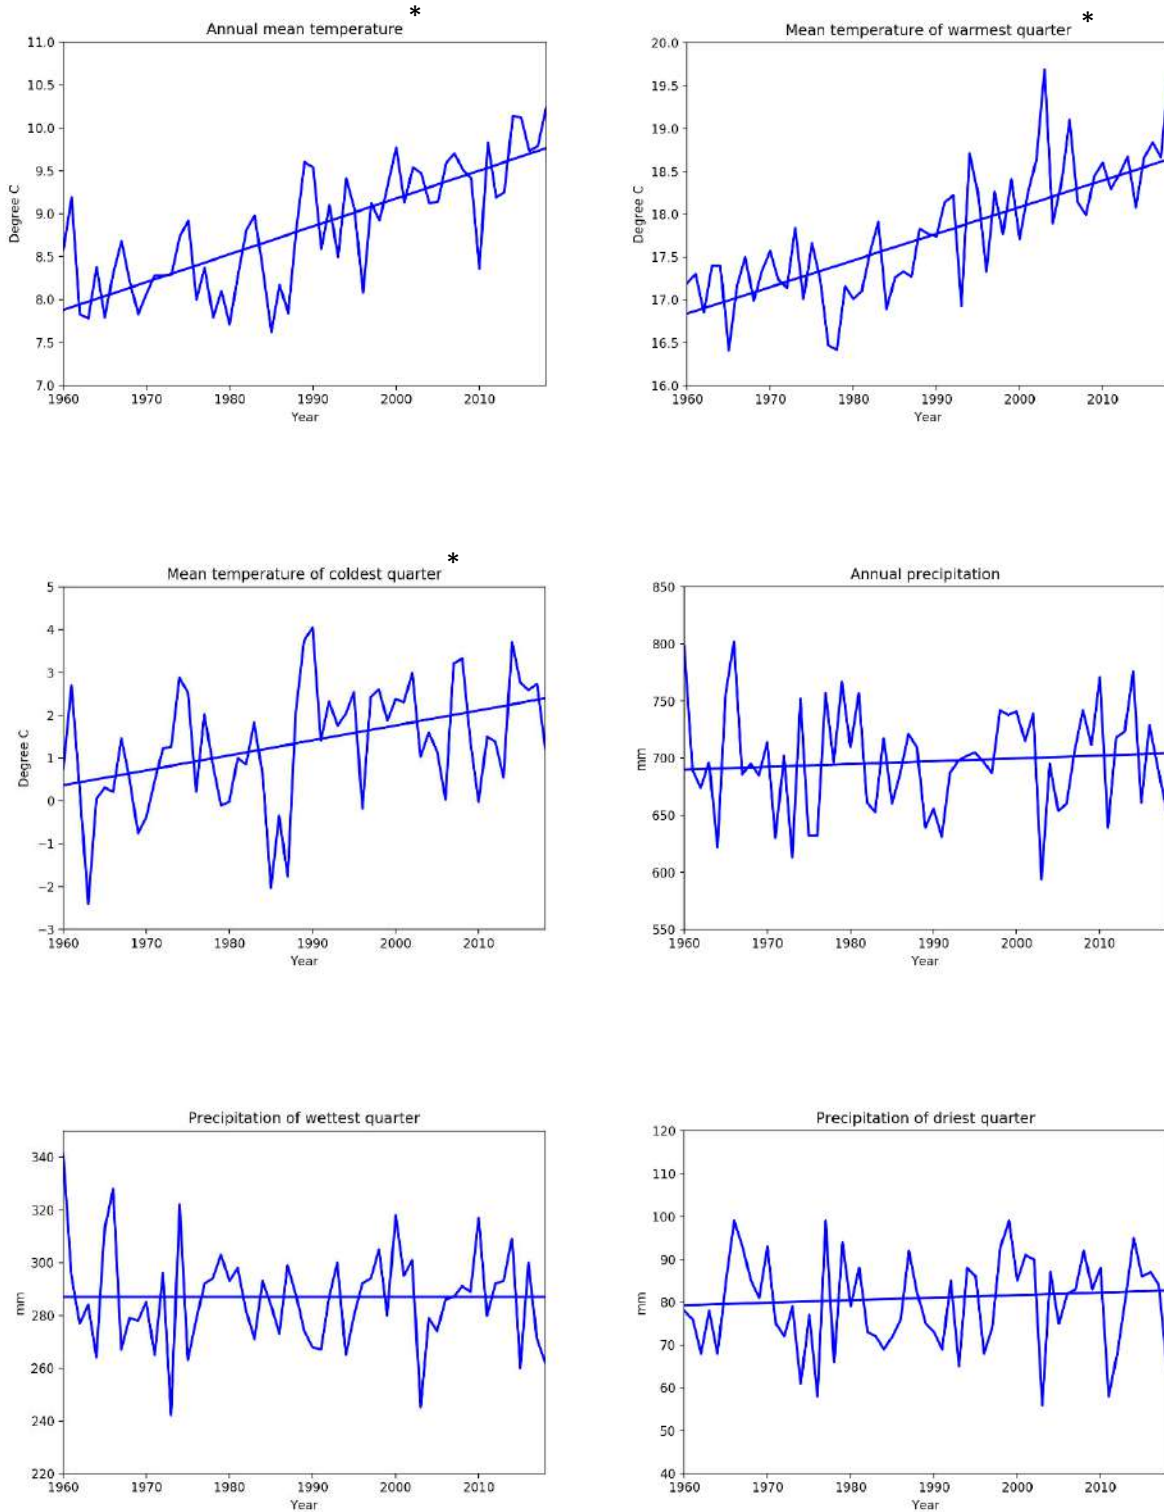 Annual mean temperature *
11.0
10.5
10.0
9.5
9.0
8.5
8.0
7.5
7.0
Degree C
1960 1970 1980 1990 2000 2010
Year
Mean temperature of warmest quarter *
20.0
19.5
19.0
18.5
18.0
17.5
17.0
16.5
16.0
Degree C
1960 1970 1980 1990 2000 2010
Year
Mean temperature of coldest quarter *
5
4
3
2
1
0
−1
−2
−3
Degree C
1960 1970 1980 1990 2000 2010
Year
Annual precipitation
850
800
750
700
650
600
550
mm
1960 1970 1980 1990 2000 2010
Year
Precipitation of wettest quarter
340
320
300
280
260
240
220
mm
1960 1970 1980 1990 2000 2010
Year
Precipitation of driest quarter
120
110
100
90
80
70
60
50
40
mm
1960 1970 1980 1990 2000 2010
Year